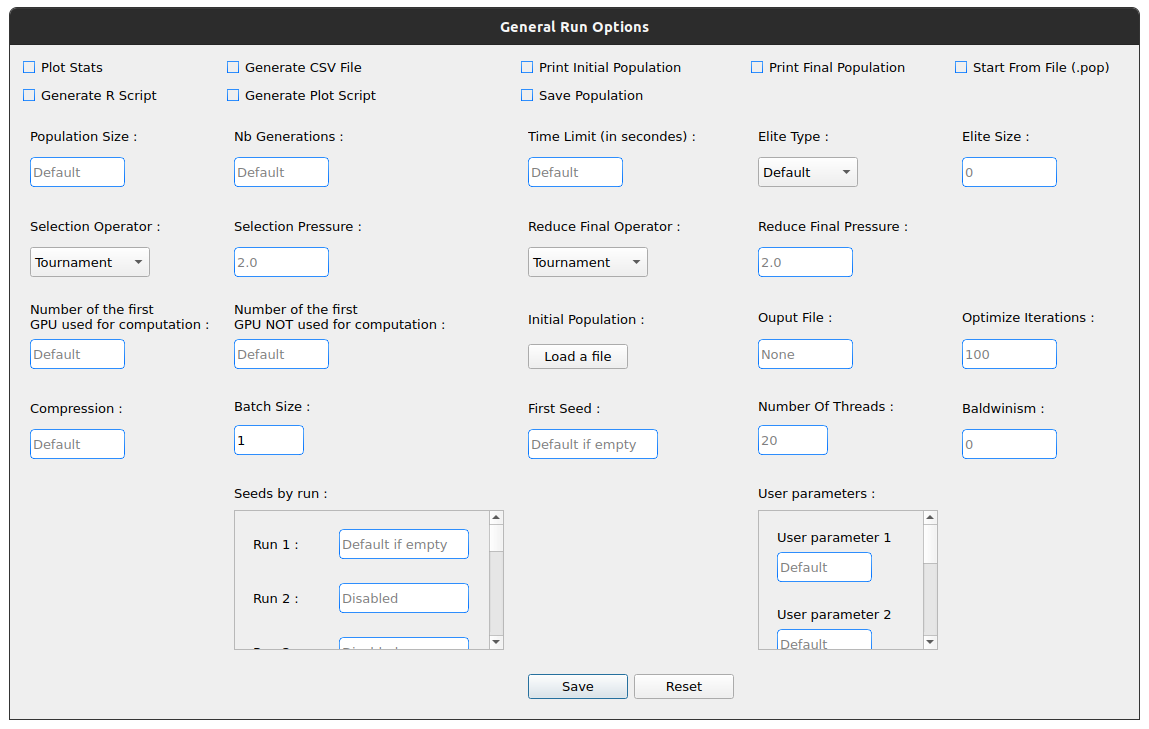 General Run Options
Plot Stats
Generate CSV File
Print Initial Population
Print Final Population
Start From File (.pop)
Generate R Script
Generate Plot Script
Save Population
Population Size :
Nb Generations :
Time Limit (in secondes) :
Elite Type :
Elite Size :
Default
Default
Default
Default
0
Selection Operator :
Selection Pressure :
Reduce Final Operator :
Reduce Final Pressure :
Tournament
2.0
Tournament
2.0
Number of the first
GPU used for computation :
Number of the first
GPU NOT used for computation :
Initial Population :
Ouput File :
Optimize Iterations :
Default
Default
Load a file
None
100
Compression :
Batch Size :
First Seed :
Number Of Threads :
Baldwinism :
Default
1
Default if empty
20
0
Seeds by run :
User parameters :
Run 1 :
Default if empty
Run 2 :
Disabled
User parameter 1
Default
User parameter 2
Default
Save
Reset